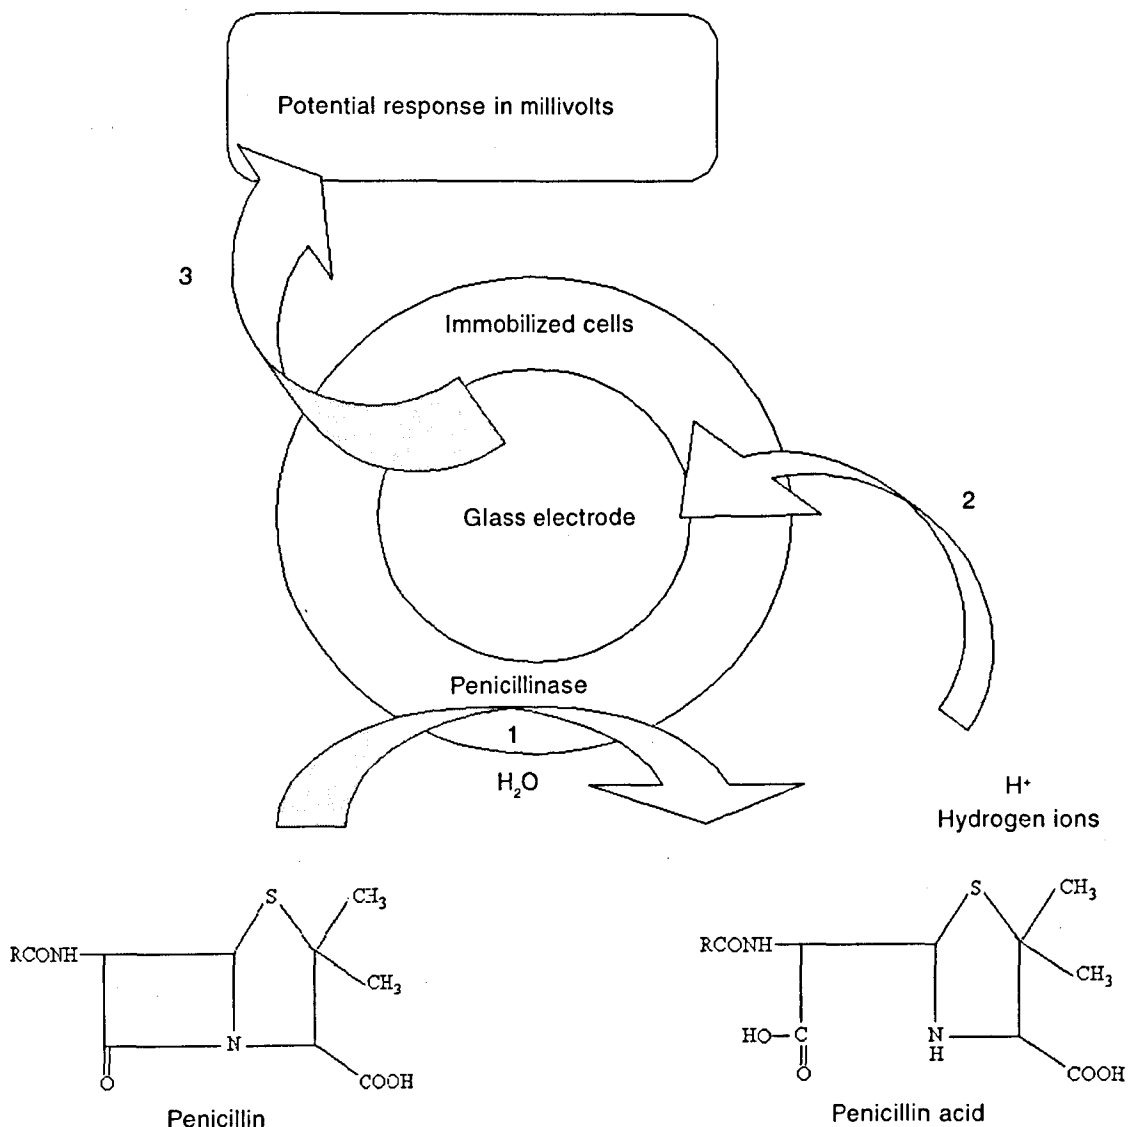 Potential response in millivolts
3
Immobilized cells
2
Glass electrode
Penicillinase
1
H₂O
H⁺
Hydrogen ions
S
CH₃
RCONH
CH₃
N
O
COOH
Penicillin
S
CH₃
RCONH
CH₃
HO C
N
H
O
COOH
Penicillin acid